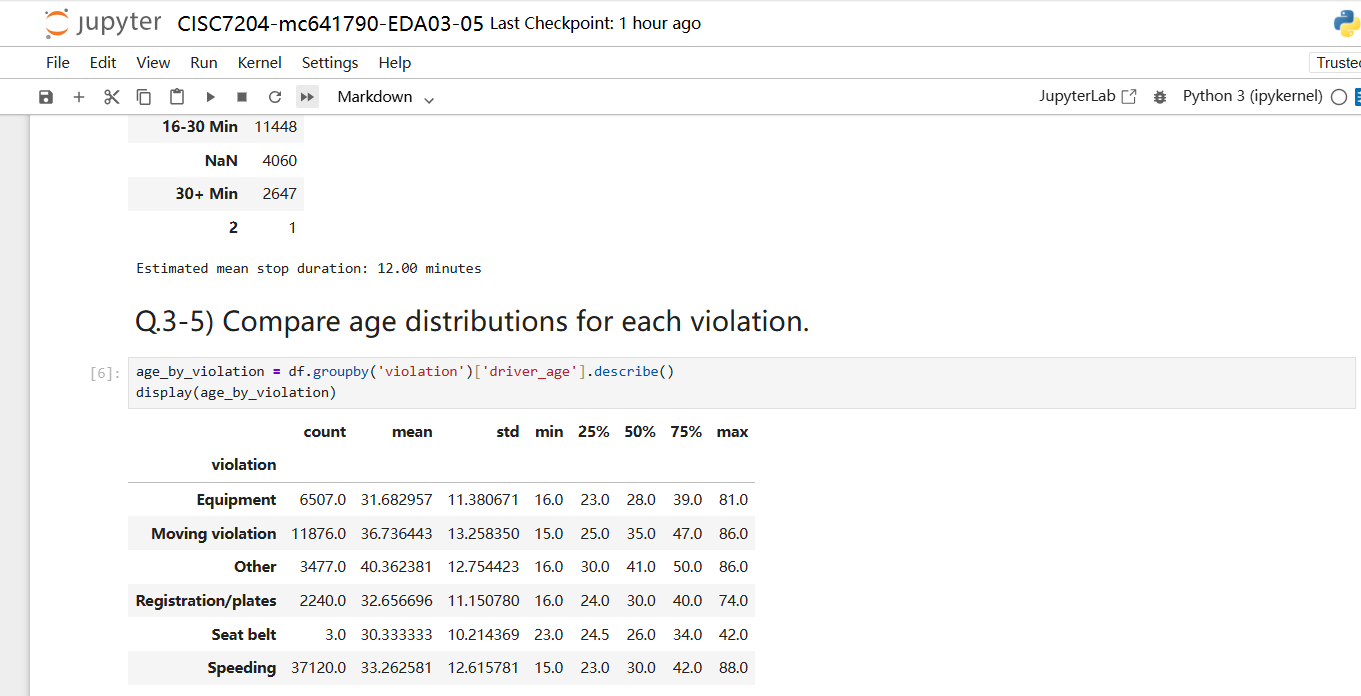 jupyter CISC7204-mc641790-EDA03-05 Last Checkpoint: 1 hour ago
File Edit View Run Kernel Settings Help
Markdown JupyterLab Python 3 (ipykernel)
16-30 Min 11448
NaN 4060
30+ Min 2647
2 1
Estimated mean stop duration: 12.00 minutes
Q.3-5) Compare age distributions for each violation.
[6]: age_by_violation = df.groupby('violation')['driver_age'].describe()
display(age_by_violation)
count mean std min 25% 50% 75% max
violation
Equipment 6507.0 31.682957 11.380671 16.0 23.0 28.0 39.0 81.0
Moving violation 11876.0 36.736443 13.258350 15.0 25.0 35.0 47.0 86.0
Other 3477.0 40.362381 12.754423 16.0 30.0 41.0 50.0 86.0
Registration/plates 2240.0 32.656696 11.150780 16.0 24.0 30.0 40.0 74.0
Seat belt 3.0 30.333333 10.214369 23.0 24.5 26.0 34.0 42.0
Speeding 37120.0 33.262581 12.615781 15.0 23.0 30.0 42.0 88.0